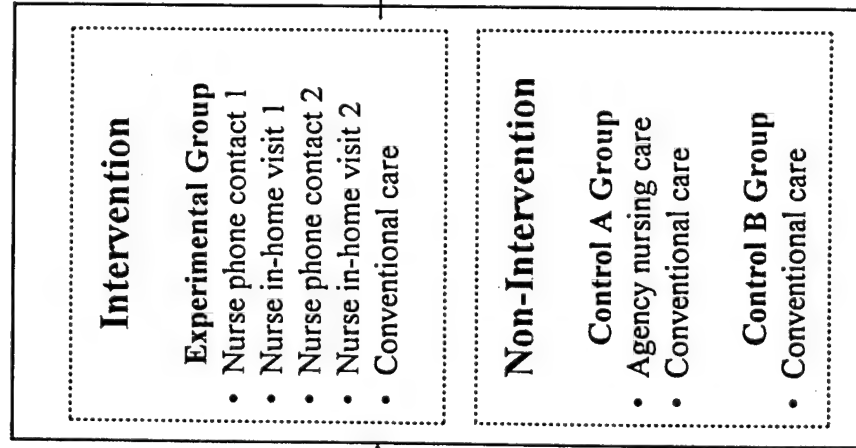 Intervention
Experimental Group
• Nurse phone contact 1
• Nurse in-home visit 1
• Nurse phone contact 2
• Nurse in-home visit 2
• Conventional care
Non-Intervention
Control A Group
• Agency nursing care
• Conventional care
Control B Group
• Conventional care